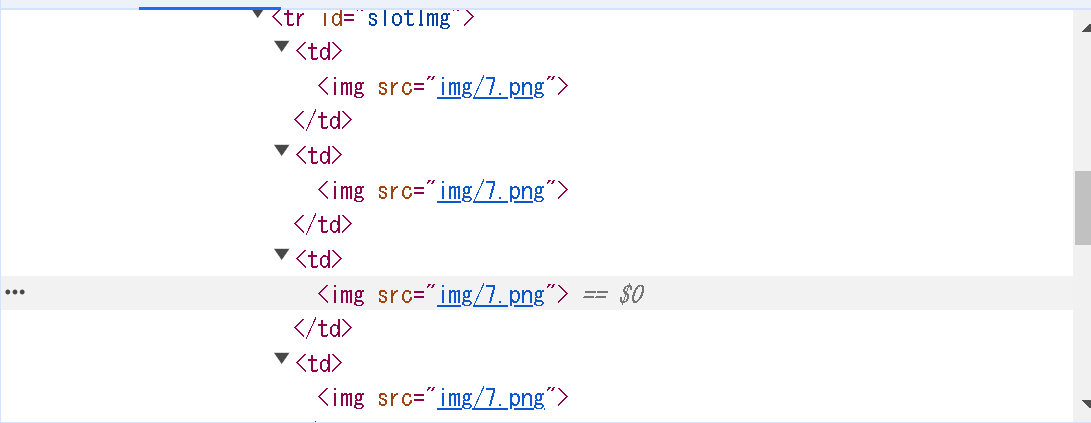 <tr id="slotImg">
<td>
<img src="img/7.png">
</td>
<td>
<img src="img/7.png">
</td>
<td>
<img src="img/7.png"> == $0
</td>
<td>
<img src="img/7.png">